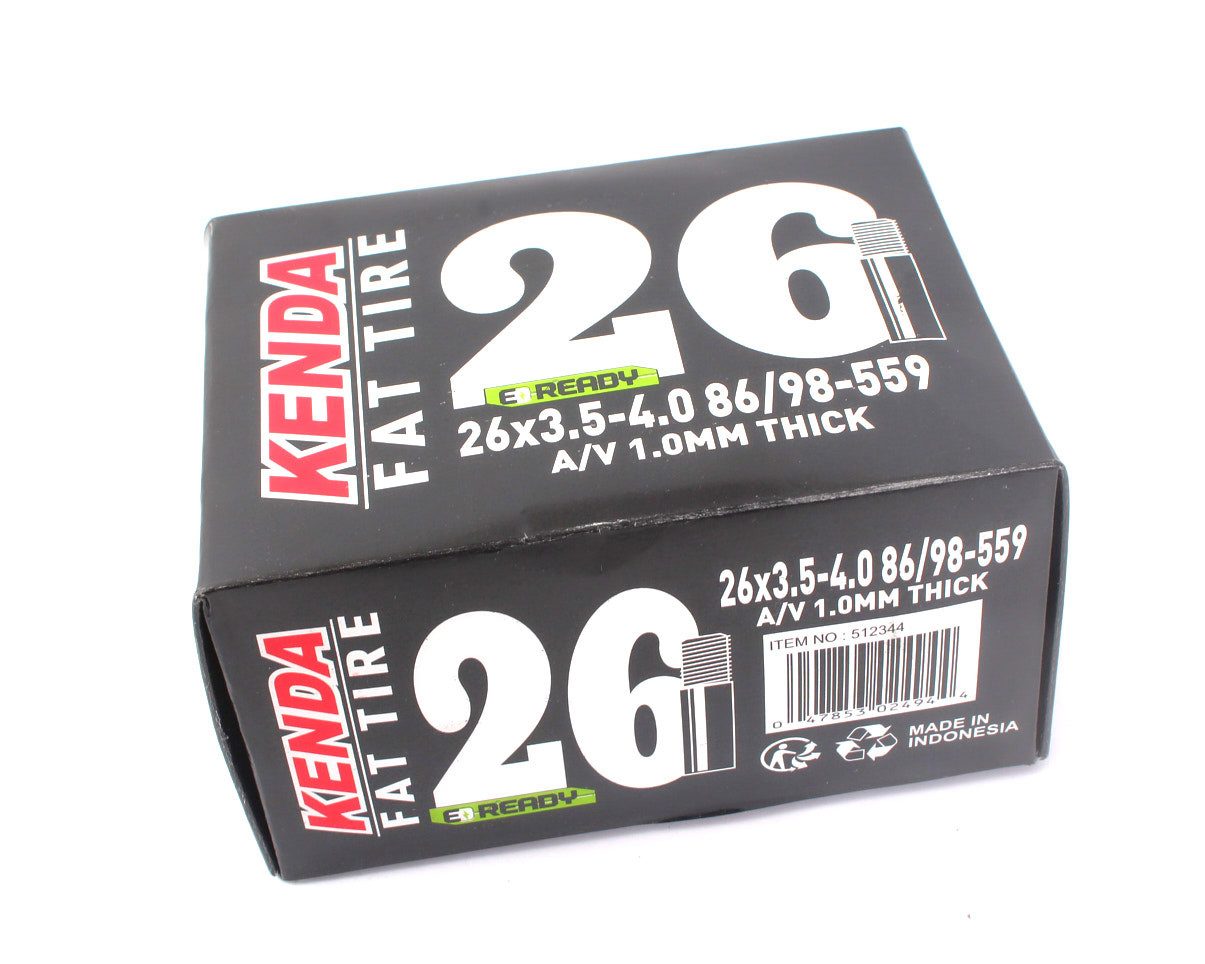 KENDA
FAT TIRE
26
READY
26x3.5-4.0 86/98-559
A/V 1.0MM THICK
KENDA
FAT TIRE
26
READY
26x3.5-4.0 86/98-559
A/V 1.0MM THICK
ITEM NO : 512344
0 47853 02494 4
MADE IN
INDONESIA